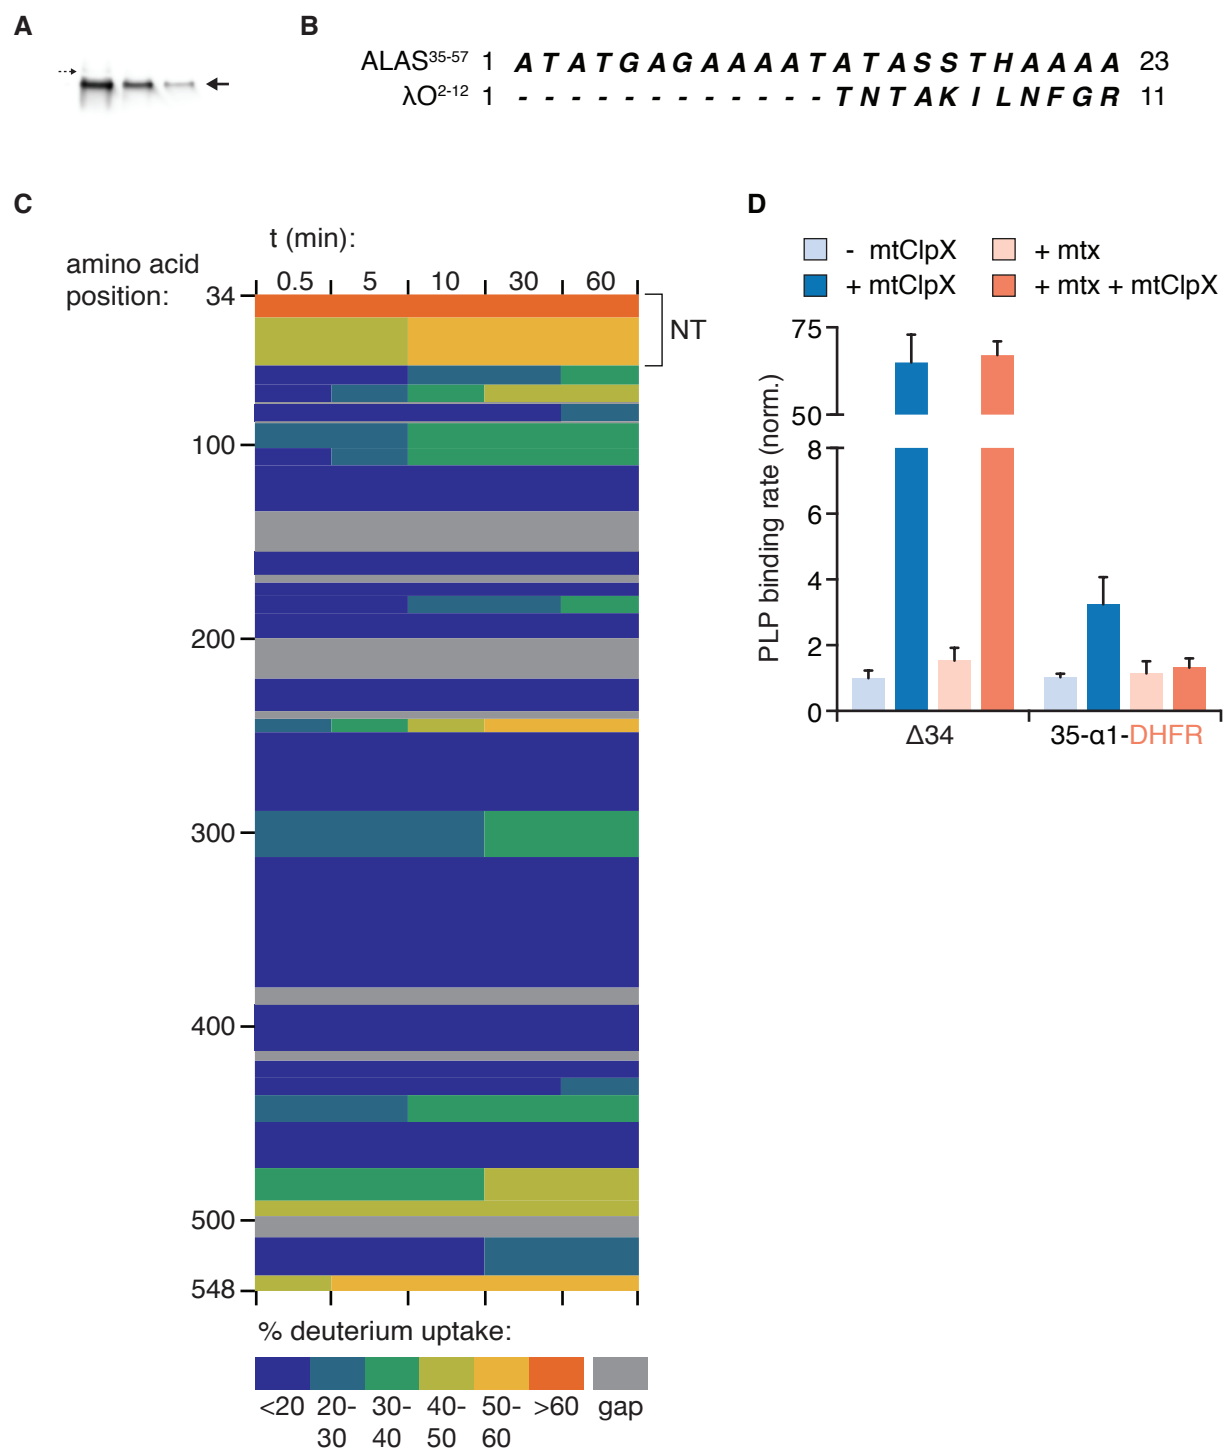 A
B
ALAS35-57 1 A T A T G A G A A A A T A T A S S T H A A A A 23
λO2-12 1 - - - - - - - - - - - - T N T A K I L N F G R 11
C
t (min):
amino acid
position:
0.5 5 10 30 60
34
NT
100
200
300
400
500
548
% deuterium uptake:
<20 20- 30- 40- 50- >60 gap
30 40 50 60
D
- mtClpX + mtx
+ mtClpX + mtx + mtClpX
PLP binding rate (norm.)
75
50
8
6
4
2
0
Δ34 35-α1-DHFR